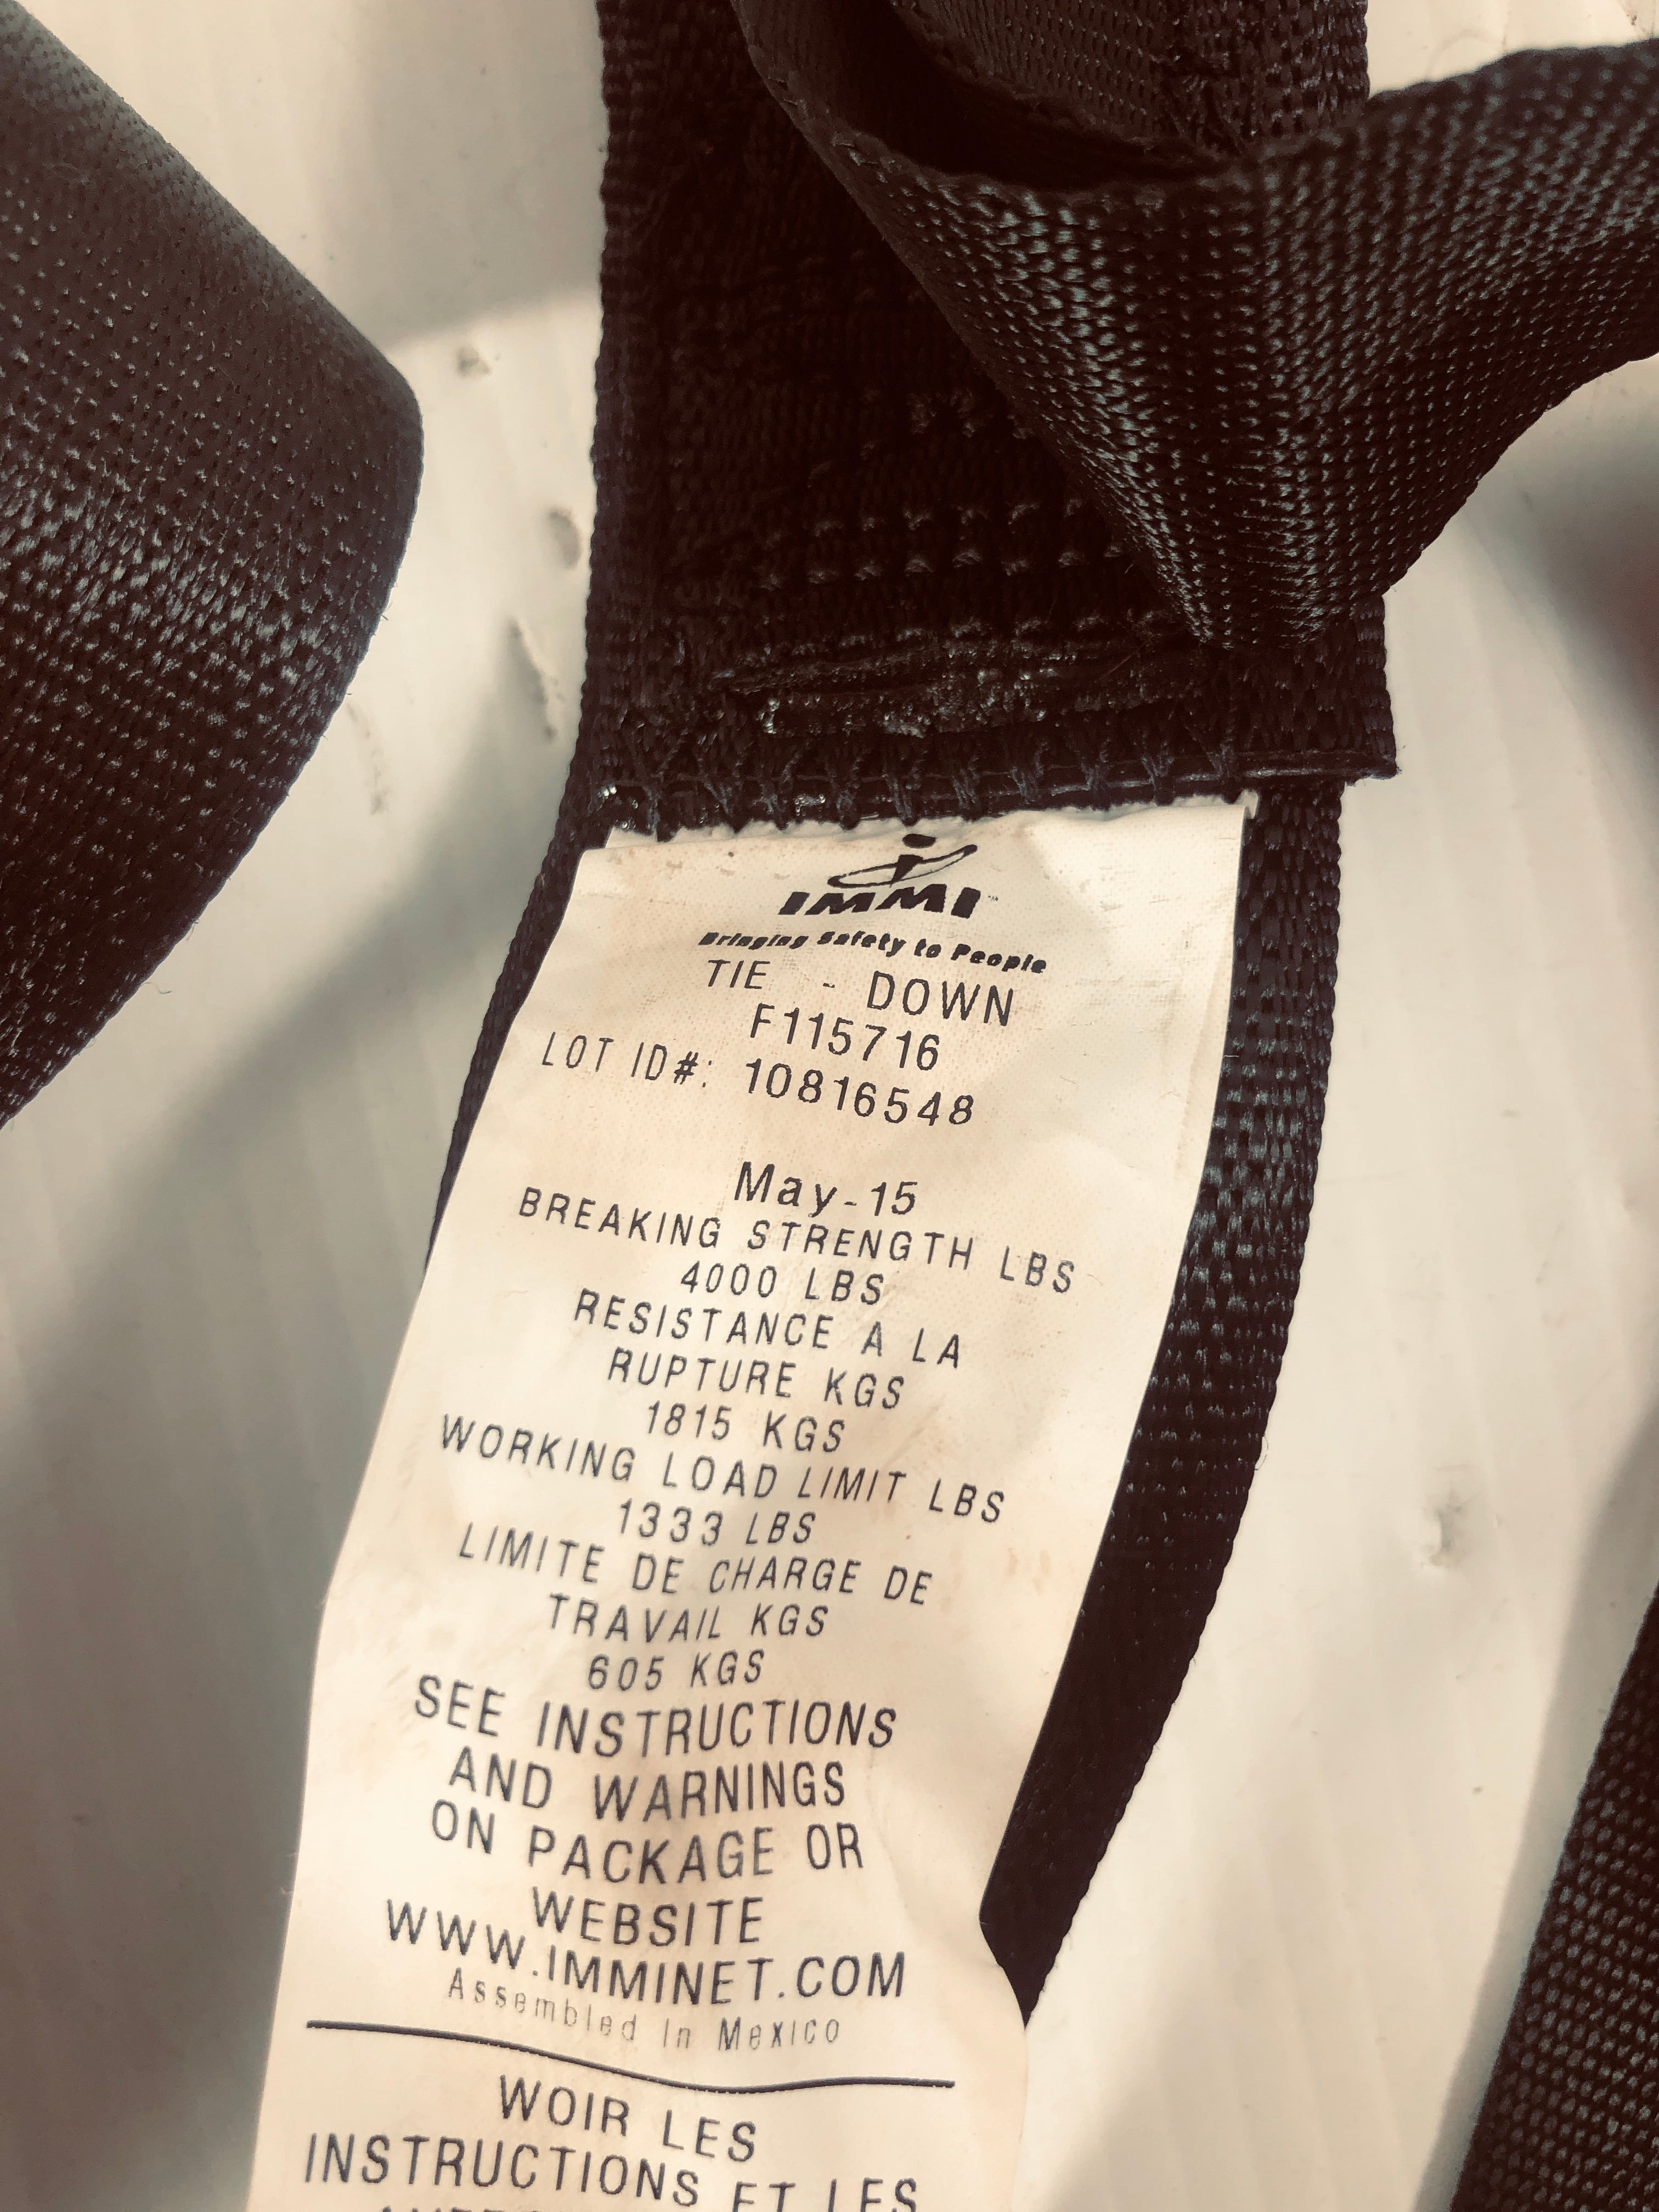 IMMI™
Bringing Safety to People
TIE - DOWN
F115716
LOT ID#: 10816548
May-15
BREAKING STRENGTH LBS
4000 LBS
RESISTANCE A LA
RUPTURE KGS
1815 KGS
WORKING LOAD LIMIT LBS
1333 LBS
LIMITE DE CHARGE DE
TRAVAIL KGS
605 KGS
SEE INSTRUCTIONS
AND WARNINGS
ON PACKAGE OR
WEBSITE
WWW.IMMINET.COM
Assembled In Mexico
WOIR LES
INSTRUCTIONS ET LES